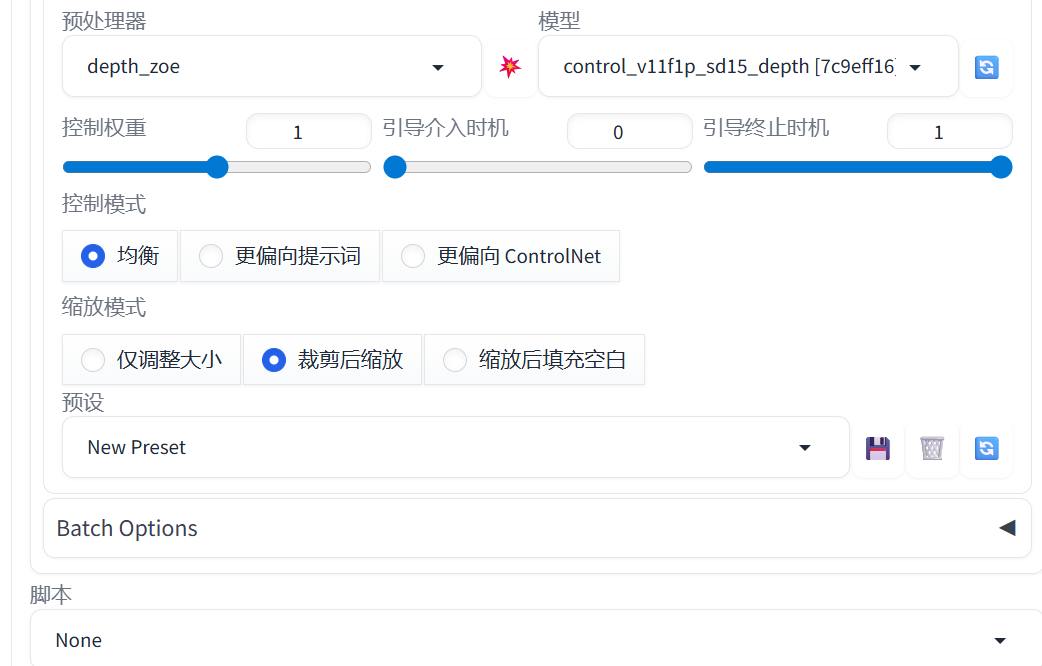 预处理器 模型
depth_zoe control_v11f1p_sd15_depth [7c9eff16]
控制权重 1 引导介入时机 0 引导终止时机 1
控制模式
均衡 更偏向提示词 更偏向 ControlNet
缩放模式
仅调整大小 裁剪后缩放 缩放后填充空白
预设
New Preset
Batch Options
脚本
None